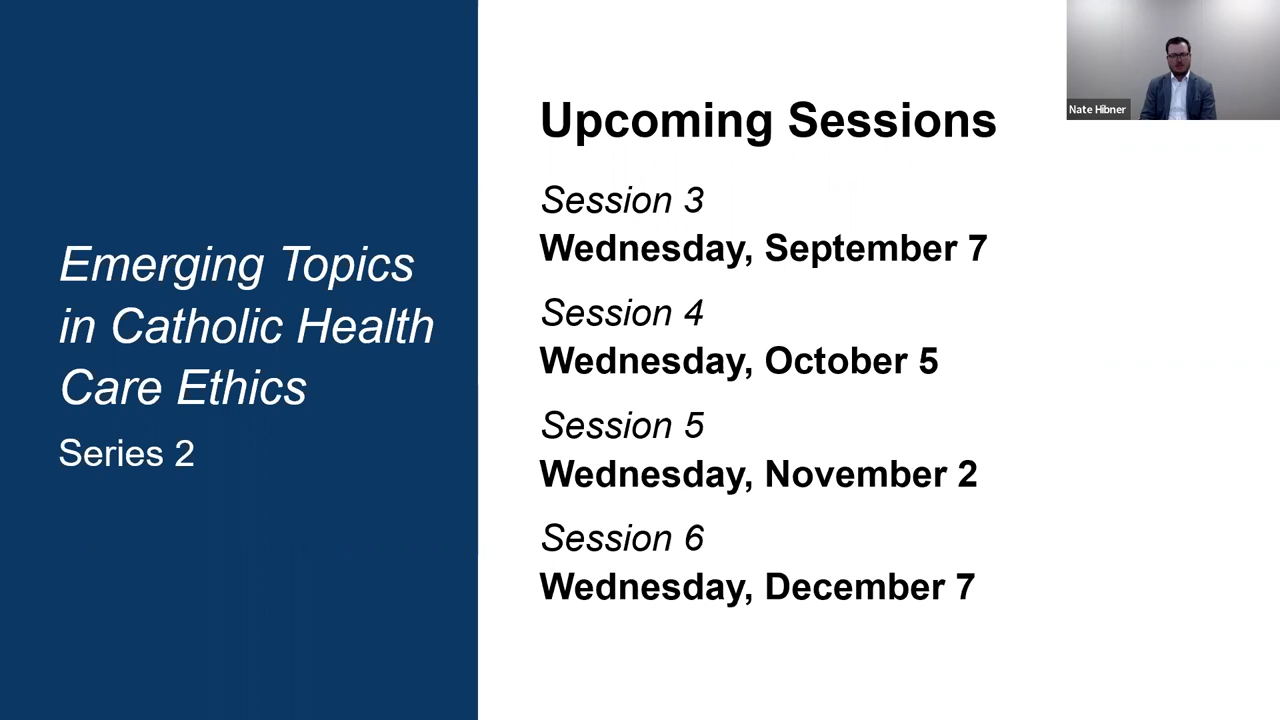 Emerging Topics
in Catholic Health
Care Ethics
Series 2
Upcoming Sessions
Session 3
Wednesday, September 7
Session 4
Wednesday, October 5
Session 5
Wednesday, November 2
Session 6
Wednesday, December 7
Nate Hibner